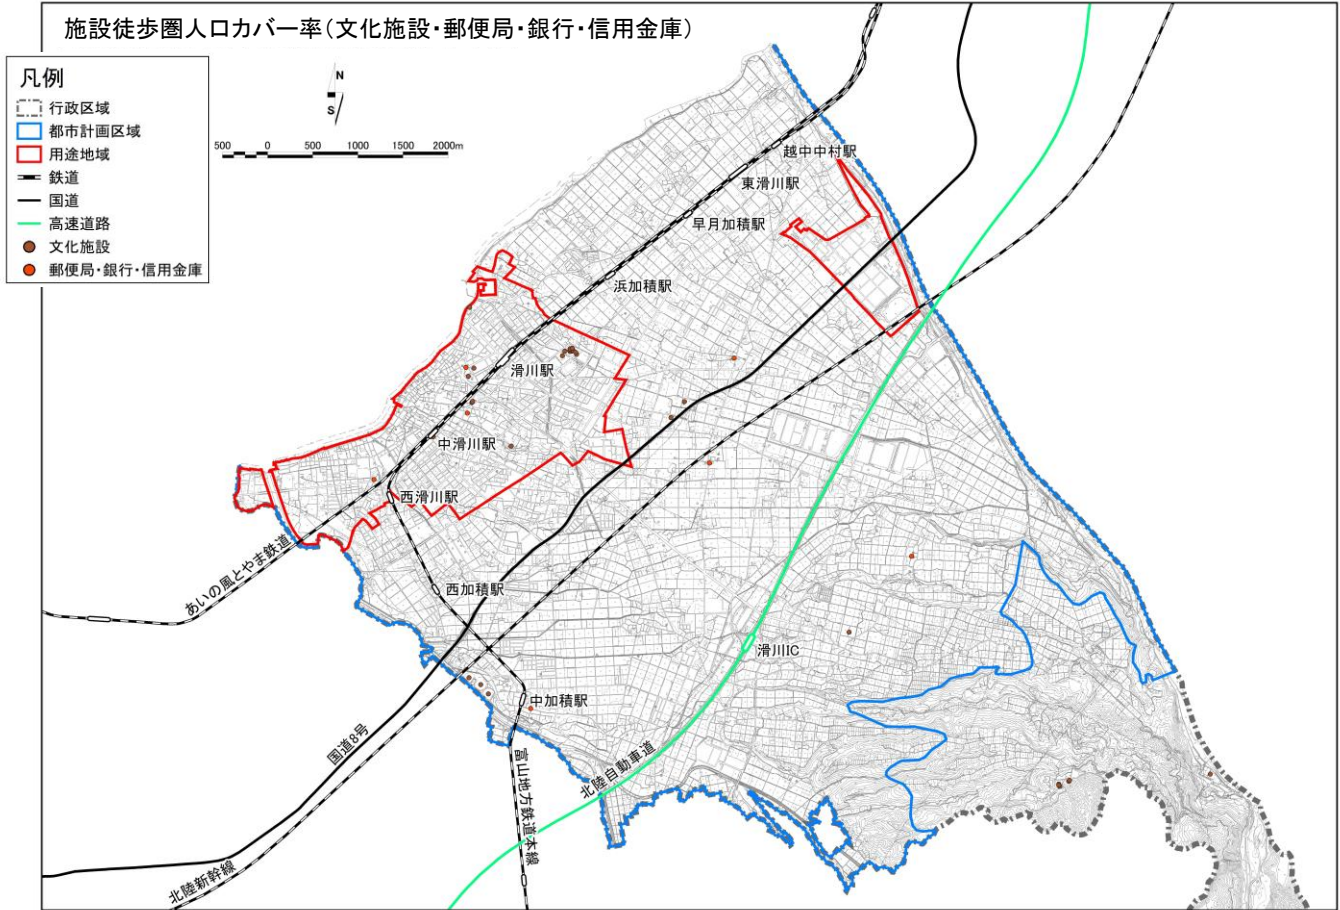 施設徒歩圏人口カバー率(文化施設・郵便局・銀行・信用金庫)
凡例
行政区域
都市計画区域
用途地域
鉄道
国道
高速道路
文化施設
郵便局・銀行・信用金庫
N
S
500 0 500 1000 1500 2000m
越中中村駅
東滑川駅
早月加積駅
浜加積駅
滑川駅
中滑川駅
西滑川駅
あいの風とやま鉄道
西加積駅
滑川IC
中加積駅
国道8号
北陸自動車道
富山地方鉄道本線
北陸新幹線